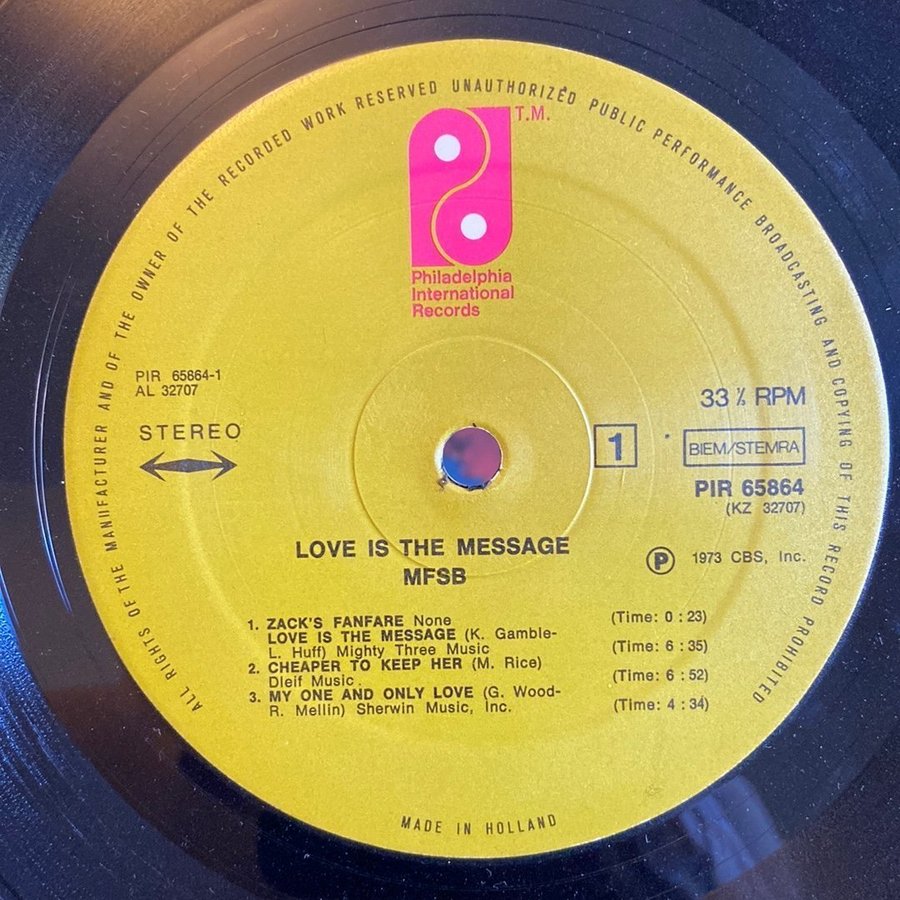 ALL RIGHTS OF THE MANUFACTURER AND OF THE OWNER OF THE RECORDED WORK RESERVED UNAUTHORIZED PUBLIC PERFORMANCE BROADCASTING AND COPYING OF THIS RECORD PROHIBITED
T.M.
Philadelphia
International
Records
PIR 65864-1
AL 32707
STEREO
33 ⅓ RPM
1
BIEM/STEMRA
PIR 65864
(KZ 32707)
Ⓟ 1973 CBS, Inc.
LOVE IS THE MESSAGE
MFSB
1. ZACK'S FANFARE None (Time: 0 : 23)
LOVE IS THE MESSAGE (K. Gamble-
L. Huff) Mighty Three Music (Time: 6 : 35)
2. CHEAPER TO KEEP HER (M. Rice)
Dleif Music. (Time: 6 : 52)
3. MY ONE AND ONLY LOVE (G. Wood-
R. Mellin) Sherwin Music, Inc. (Time: 4 : 34)
MADE IN HOLLAND